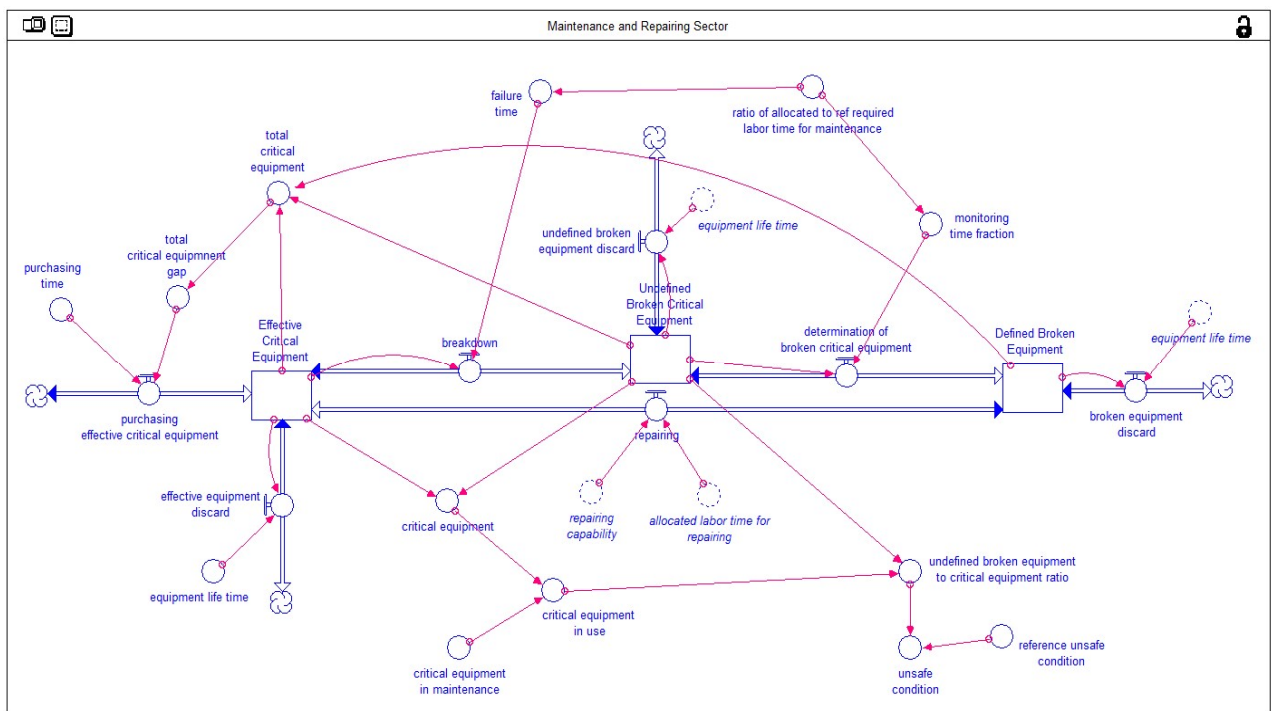 Maintenance and Repairing Sector
failure
time
ratio of allocated to ref required
labor time for maintenance
total
critical
equipment
monitoring
time fraction
equipment life time
undefined broken
equipment discard
total
critical equipmnent
gap
purchasing
time
Undefined
Broken Critical
Equipment
Effective
Critical
Equipment
breakdown
determination of
broken critical equipment
Defined Broken
Equipment
equipment life time
purchasing
effective critical equipment
repairing
broken equipment
discard
effective equipment
discard
critical equipment
repairing
capability
allocated labor time for
repairing
undefined broken equipment
to critical equipment ratio
equipment life time
critical equipment
in use
critical equipment
in maintenance
unsafe
condition
reference unsafe
condition